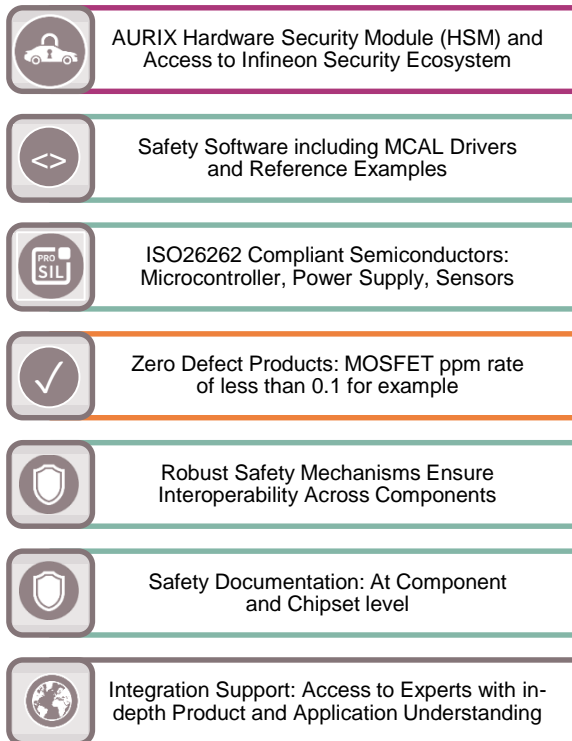 AURIX Hardware Security Module (HSM) and
Access to Infineon Security Ecosystem
<>
Safety Software including MCAL Drivers
and Reference Examples
PRO
SIL
ISO26262 Compliant Semiconductors:
Microcontroller, Power Supply, Sensors
Zero Defect Products: MOSFET ppm rate
of less than 0.1 for example
Robust Safety Mechanisms Ensure
Interoperability Across Components
Safety Documentation: At Component
and Chipset level
Integration Support: Access to Experts with in-
depth Product and Application Understanding